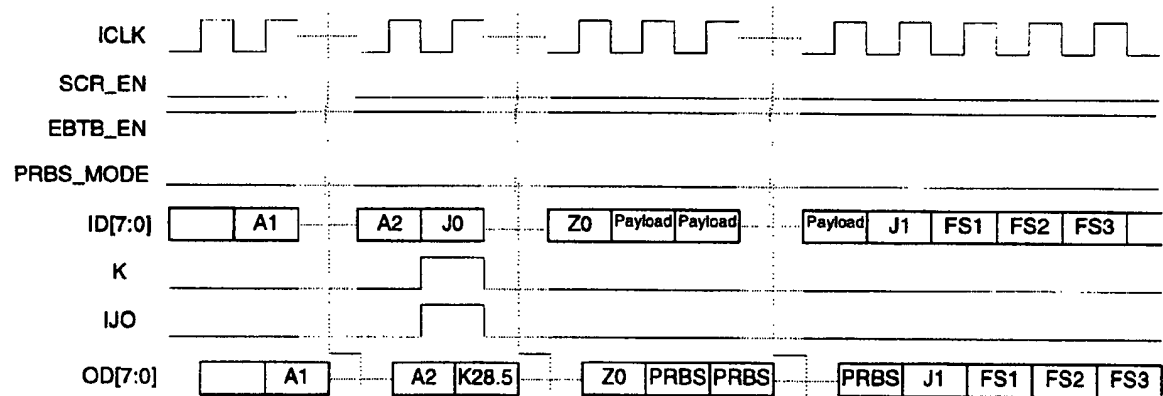 ICLK
SCR_EN
EBTB_EN
PRBS_MODE
ID[7:0] A1 A2 J0 Z0 Payload Payload Payload J1 FS1 FS2 FS3
K
IJO
OD[7:0] A1 A2 K28.5 Z0 PRBS PRBS PRBS J1 FS1 FS2 FS3